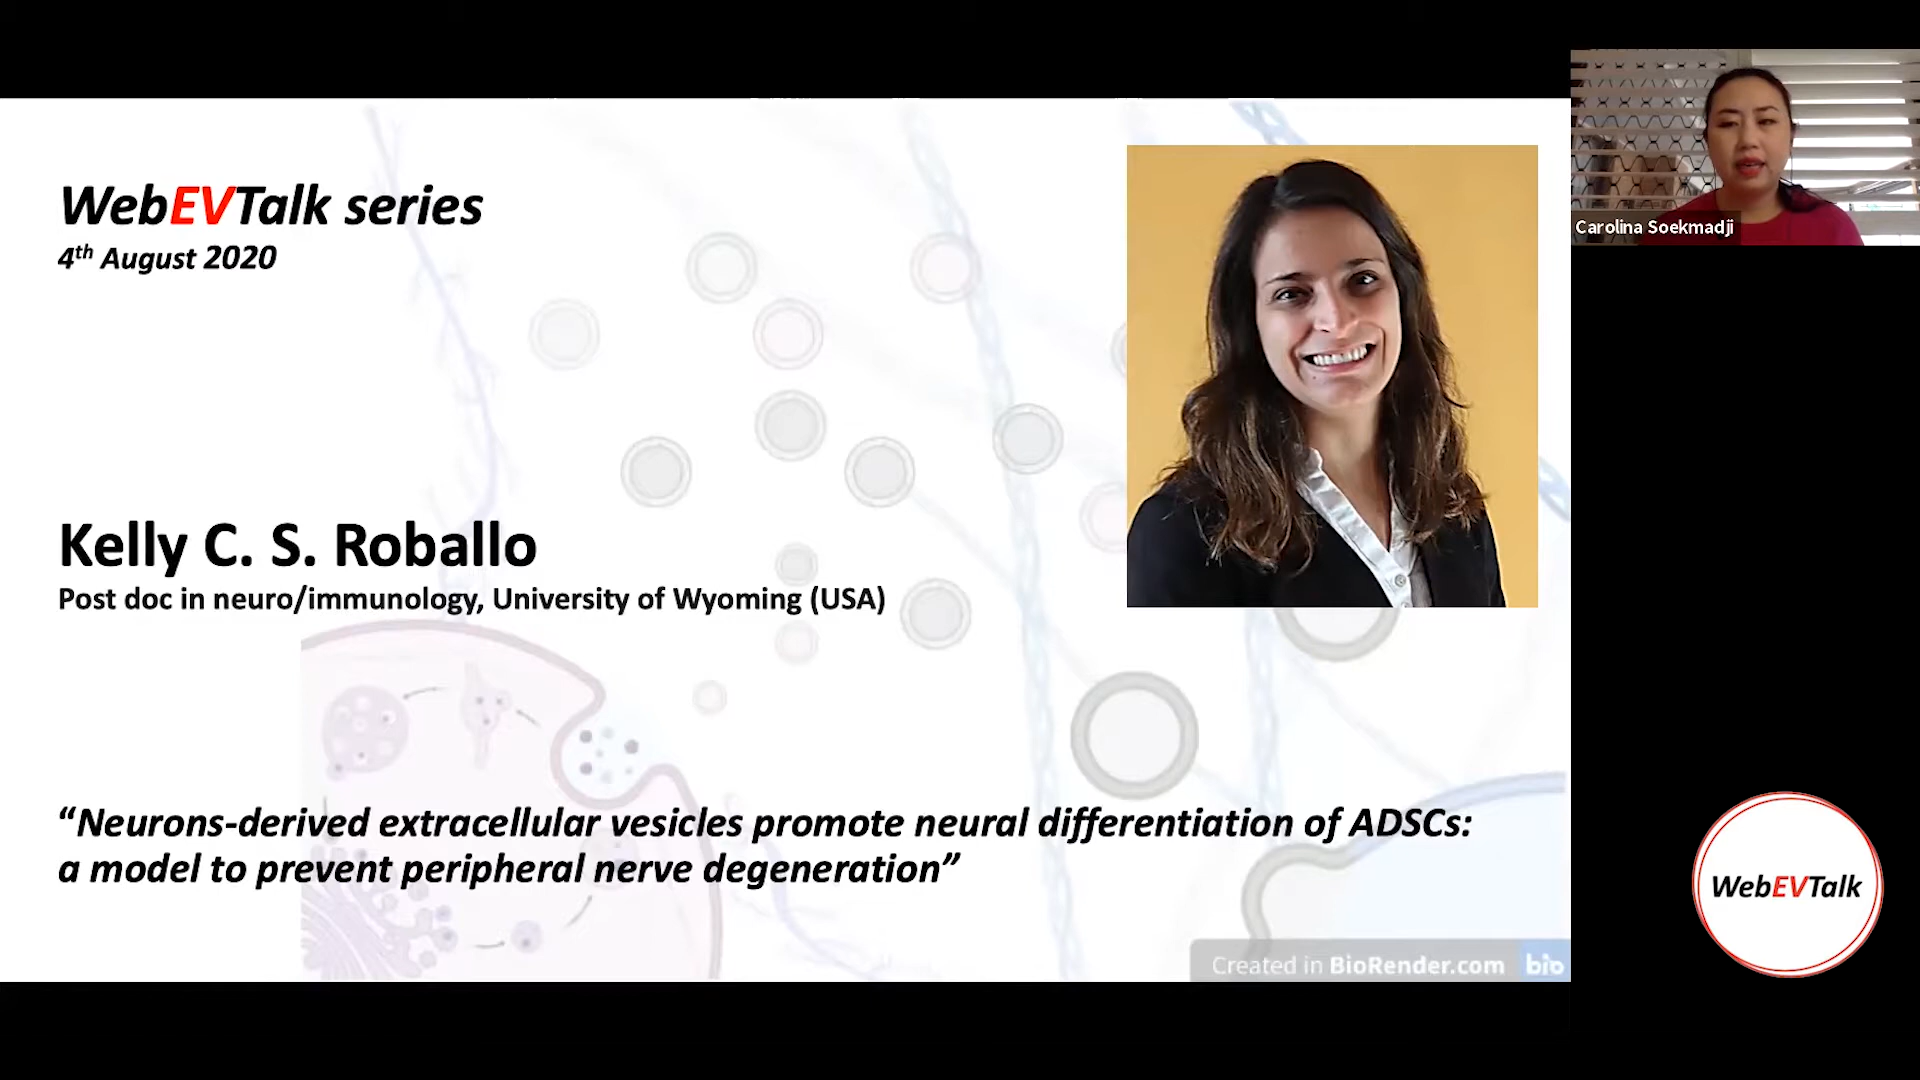 WebEVTalk series
4th August 2020
Carolina Soekmadji
Kelly C. S. Roballo
Post doc in neuro/immunology, University of Wyoming (USA)
“Neurons-derived extracellular vesicles promote neural differentiation of ADSCs:
a model to prevent peripheral nerve degeneration”
WebEVTalk
Created in BioRender.com bio